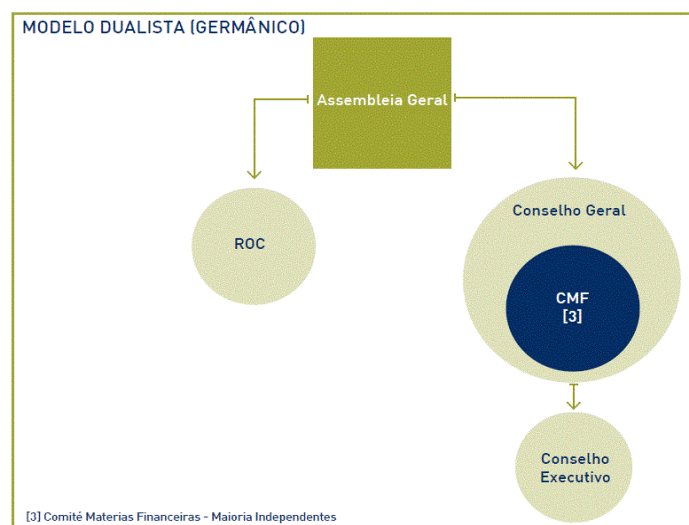 MODELO DUALISTA (GERMÂNICO)
Assembleia Geral
ROC
Conselho Geral
CMF
[3]
Conselho
Executivo
[3] Comité Materias Financeiras - Maioria Independentes